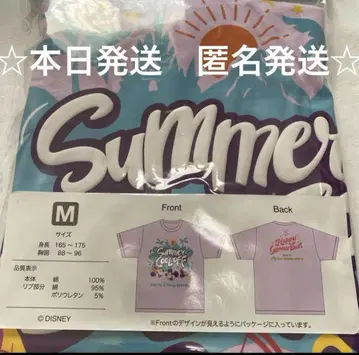 ☆本日発送 匿名発送☆
Summer
M
サイズ
身長 165〜175
胸囲 88〜96
品質表示
本体 綿 100%
リブ部分 綿 95%
ポリウレタン 5%
©DISNEY
Front
Back
SUMMER
COOL OFF
※Frontのデザインが見えるようにパッケージに入っています。